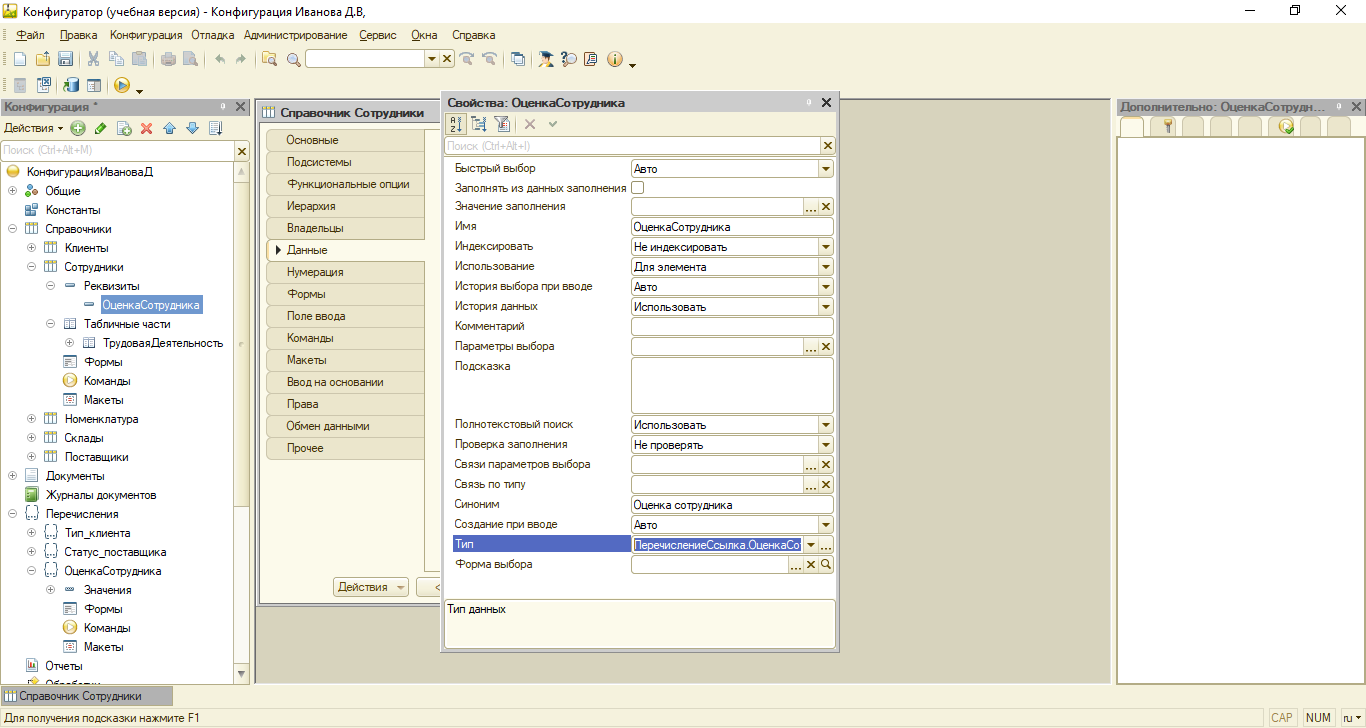 Конфигуратор (учебная версия) - Конфигурация Иванова Д.В,
Файл Правка Конфигурация Отладка Администрирование Сервис Окна Справка
Конфигурация *
Действия
Поиск (Ctrl+Alt+M)
КонфигурацияИвановаД
Общие
Константы
Справочники
Клиенты
Сотрудники
Реквизиты
ОценкаСотрудника
Табличные части
ТрудоваяДеятельность
Формы
Команды
Макеты
Номенклатура
Склады
Поставщики
Документы
Журналы документов
Перечисления
Тип_клиента
Статус_поставщика
ОценкаСотрудника
Значения
Формы
Команды
Макеты
Отчеты
Обработки
Справочник Сотрудники
Основные
Подсистемы
Функциональные опции
Иерархия
Владельцы
Данные
Нумерация
Формы
Поле ввода
Команды
Макеты
Ввод на основании
Права
Обмен данными
Прочее
Действия <
Свойства: ОценкаСотрудника
Поиск (Ctrl+Alt+I)
Быстрый выбор Авто
Заполнять из данных заполнения
Значение заполнения ...
Имя ОценкаСотрудника
Индексировать Не индексировать
Использование Для элемента
История выбора при вводе Авто
История данных Использовать
Комментарий
Параметры выбора ...
Подсказка
Полнотекстовый поиск Использовать
Проверка заполнения Не проверять
Связи параметров выбора ...
Связь по типу ...
Синоним Оценка сотрудника
Создание при вводе Авто
Тип ПеречислениеСсылка.ОценкаСо ...
Форма выбора ...
Тип данных
Дополнительно: ОценкаСотрудн...
Справочник Сотрудники
Для получения подсказки нажмите F1
CAP NUM ru